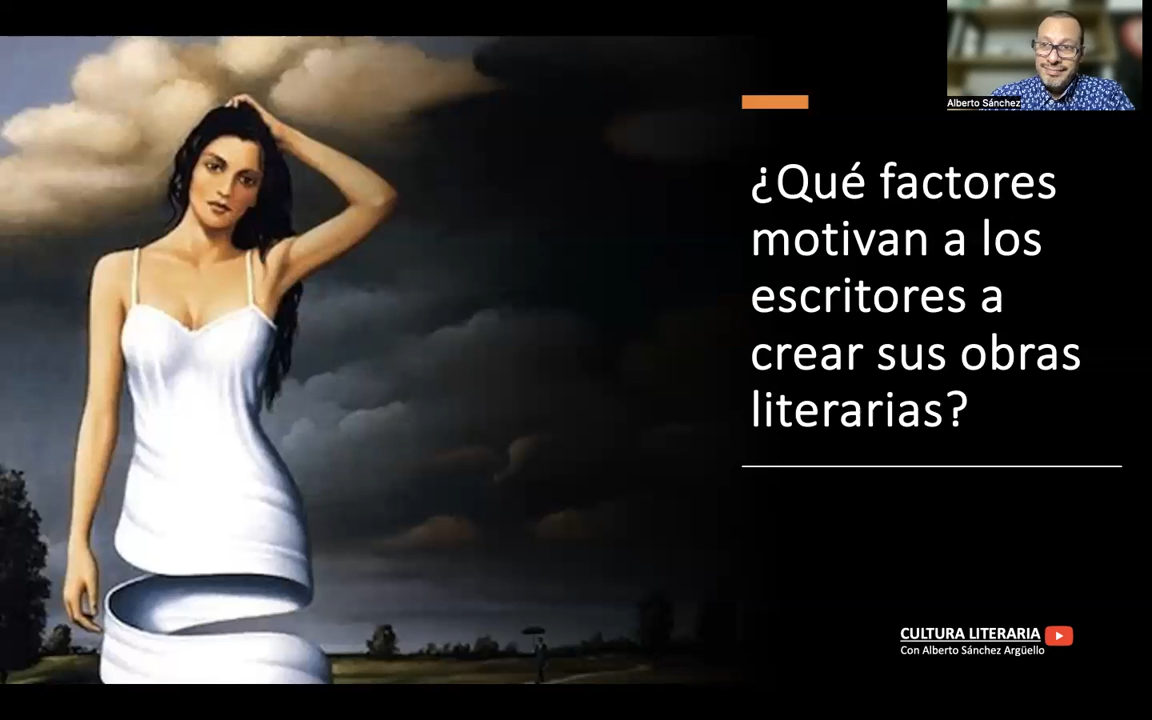 Alberto Sánchez
¿Qué factores
motivan a los
escritores a
crear sus obras
literarias?
CULTURA LITERARIA
Con Alberto Sánchez Argüello